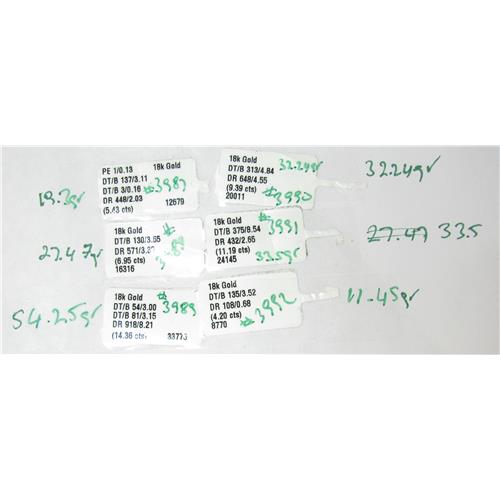 PE 1/0.13 18k Gold
DT/B 137/3.11
DT/B 3/0.16 #3987
DR 448/2.03
(5.43 cts) 12679
18k Gold
DT/B 313/4.84 32.24gr
DR 648/4.55
(9.39 cts) #3990
20011
32.24gr
18k Gold
DT/B 130/3.65
DR 571/3.30
(6.95 cts)
16316
27.47gr
18k Gold #
DT/B 375/8.54 3991
DR 432/2.65
(11.19 cts)
24145 33.5gr
27.47 33.5
54.25gr
18k Gold
DT/B 54/3.00 #3989
DT/B 81/3.15
DR 918/8.21
(14.36 cts)
18k Gold
DT/B 135/3.52
DR 108/0.68
(4.20 cts) #3992
8770
11.45gr